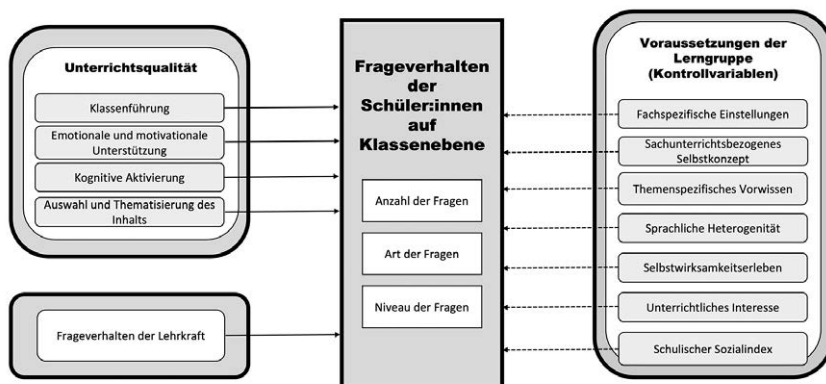 Unterrichtsqualität
Klassenführung
Emotionale und motivationale
Unterstützung
Kognitive Aktivierung
Auswahl und Thematisierung des
Inhalts
Frageverhalten der Lehrkraft
Frageverhalten
der
Schüler:innen
auf
Klassenebene
Anzahl der Fragen
Art der Fragen
Niveau der Fragen
Voraussetzungen der
Lerngruppe
(Kontrollvariablen)
Fachspezifische Einstellungen
Sachunterrichtsbezogenes
Selbstkonzept
Themenspezifisches Vorwissen
Sprachliche Heterogenität
Selbstwirksamkeitserleben
Unterrichtliches Interesse
Schulischer Sozialindex